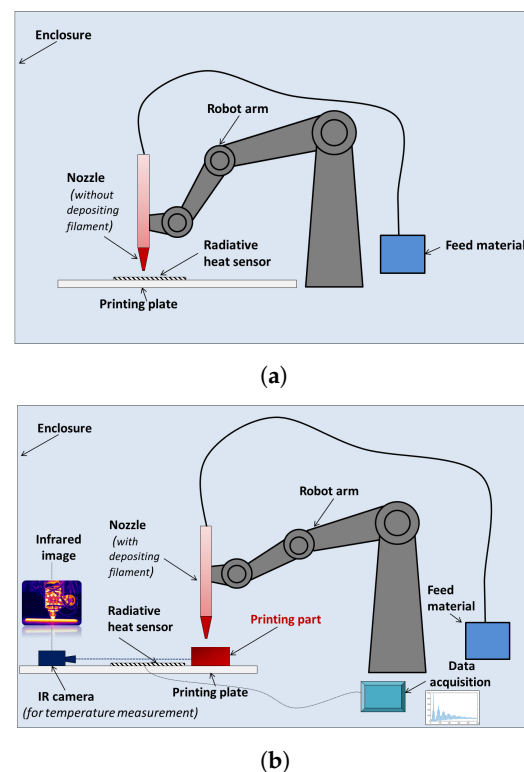 Enclosure
Robot arm
Nozzle
(without
depositing
filament)
Radiative
heat sensor
Feed material
Printing plate
(a)
Enclosure
Robot arm
Infrared
image
Nozzle
(with
depositing
filament)
Feed
material
Radiative
heat sensor
Printing part
Data
acquisition
IR camera
Printing plate
(for temperature measurement)
(b)